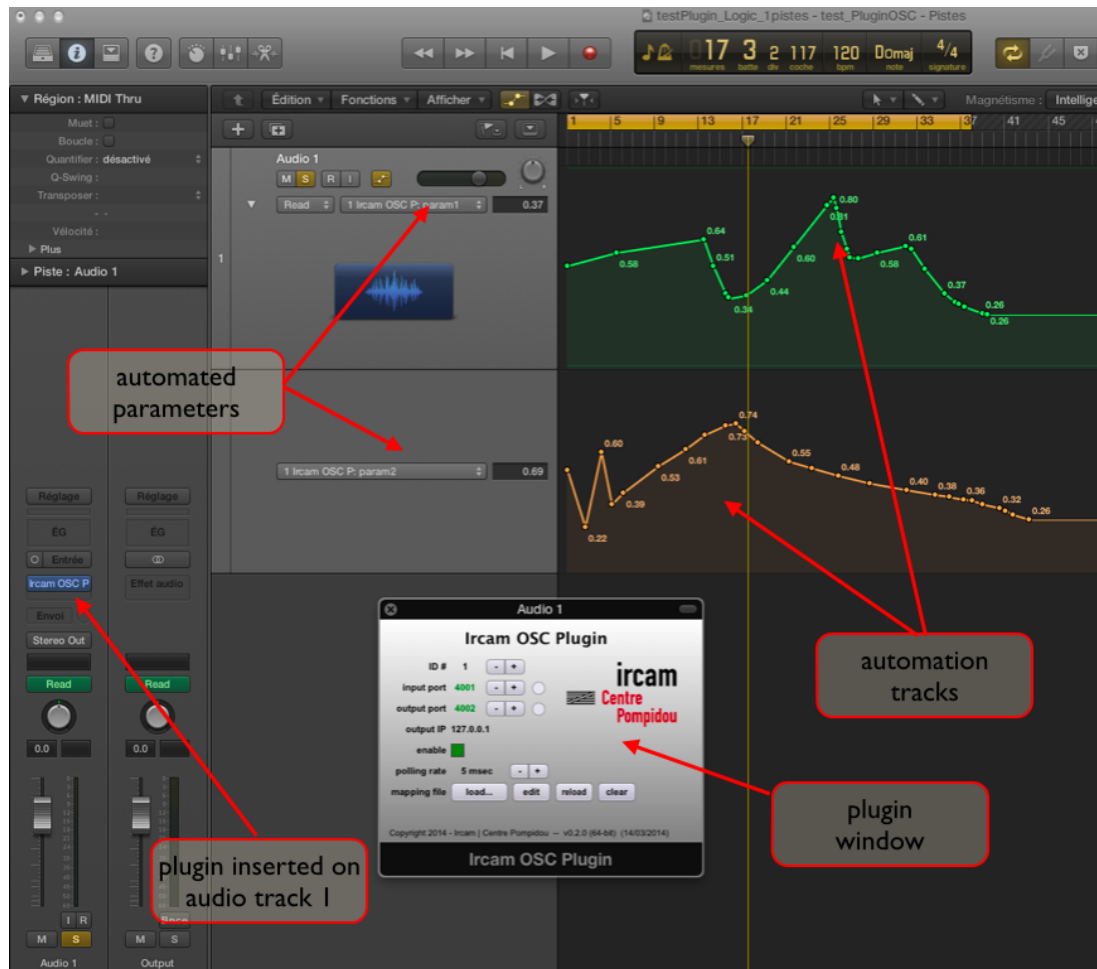 testPlugin_Logic_1pistes - test_PluginOSC - Pistes
17 3 2 117 120 Domaj 4/4
mesures batte div coche bpm note signature
Région : MIDI Thru
Muet :
Boucle :
Quantifier : désactivé
Q-Swing :
Transposer :
- -
Vélocité :
Plus
Piste : Audio 1
Édition Fonctions Afficher
Magnétisme : Intellige
1 5 9 13 17 21 25 29 33 37 41 45
Audio 1
M S R I
Read 1 Ircam OSC P: param1 0.37
1
0.58 0.64 0.51 0.34 0.44 0.60 0.80 0.31 0.58 0.61 0.37 0.26 0.26
automated
parameters
1 Ircam OSC P: param2 0.69
0.22 0.60 0.39 0.53 0.61 0.73 0.74 0.55 0.48 0.40 0.38 0.36 0.32 0.26
Réglage Réglage
ÉG ÉG
Entrée
Ircam OSC P Effet audio
Envoi
Stereo Out
Read Read
0.0 0.0
I R Bnce
M S M S
Audio 1 Output
plugin inserted on
audio track 1
Audio 1
Ircam OSC Plugin
ID # 1 - +
input port 4001 - +
output port 4002 - +
output IP 127.0.0.1
enable
polling rate 5 msec - +
mapping file load... edit reload clear
ircam
Centre
Pompidou
Copyright 2014 - Ircam | Centre Pompidou – v0.2.0 (64-bit) (14/03/2014)
Ircam OSC Plugin
automation
tracks
plugin
window